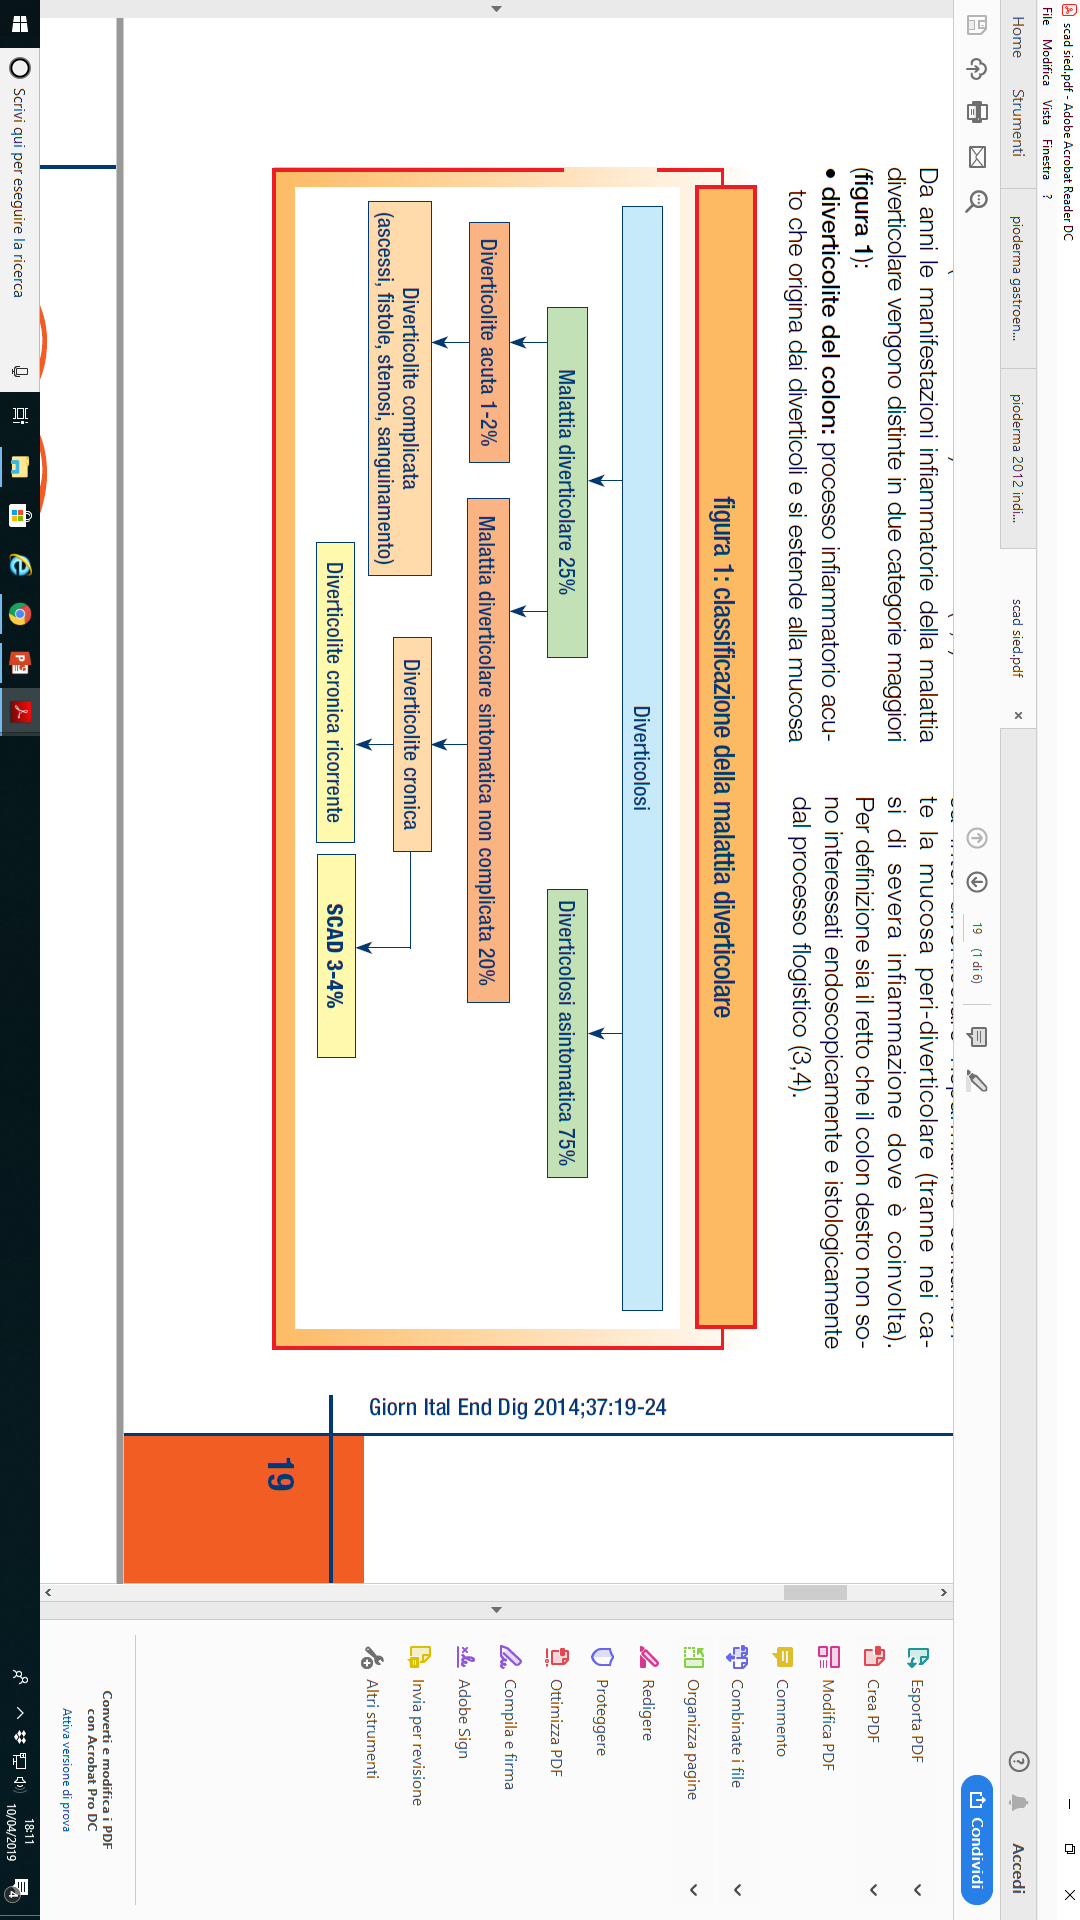 scad sied.pdf - Adobe Acrobat Reader DC
File Modifica Vista Finestra ?
Home Strumenti pioderma gastroen... pioderma 2012 indi... scad sied.pdf × Accedi
19 (1 di 6) Condividi
Da anni le manifestazioni infiammatorie della malattia
diverticolare vengono distinte in due categorie maggiori
(figura 1):
• diverticolite del colon: processo infiammatorio acu-
to che origina dai diverticoli e si estende alla mucosa
te la mucosa peri-diverticolare (tranne nei ca-
si di severa infiammazione dove è coinvolta).
Per definizione sia il retto che il colon destro non so-
no interessati endoscopicamente e istologicamente
dal processo flogistico (3,4).
figura 1: classificazione della malattia diverticolare
Diverticolosi
Malattia diverticolare 25%
Diverticolosi asintomatica 75%
Diverticolite acuta 1-2%
Malattia diverticolare sintomatica non complicata 20%
Diverticolite complicata
(ascessi, fistole, stenosi, sanguinamento)
Diverticolite cronica
Diverticolite cronica ricorrente
SCAD 3-4%
Giorn Ital End Dig 2014;37:19-24
19
Esporta PDF
Crea PDF
Modifica PDF
Commento
Combinate i file
Organizza pagine
Redigere
Proteggere
Ottimizza PDF
Compila e firma
Adobe Sign
Invia per revisione
Altri strumenti
Converti e modifica i PDF
con Acrobat Pro DC
Attiva versione di prova
Scrivi qui per eseguire la ricerca
18:11
10/04/2019
4